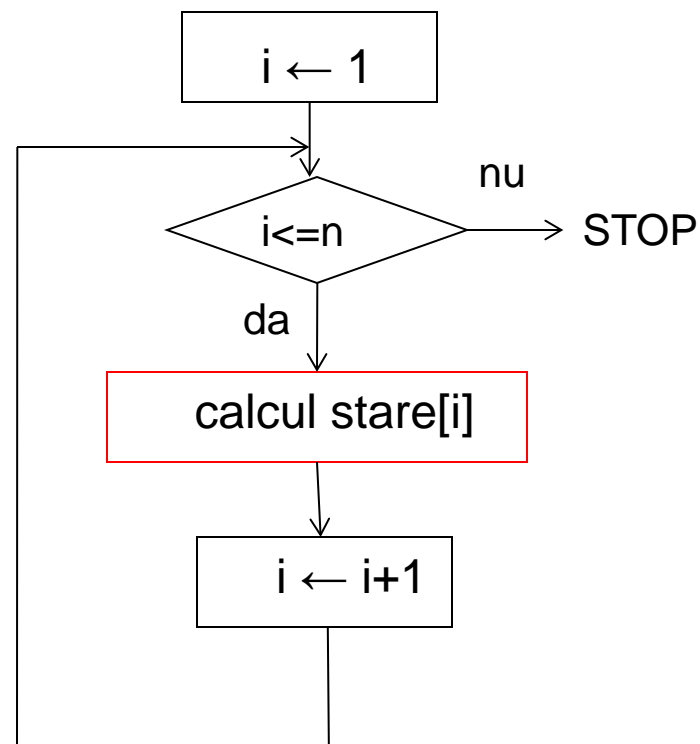 i ← 1
nu
i<=n
STOP
da
calcul stare[i]
i ← i+1